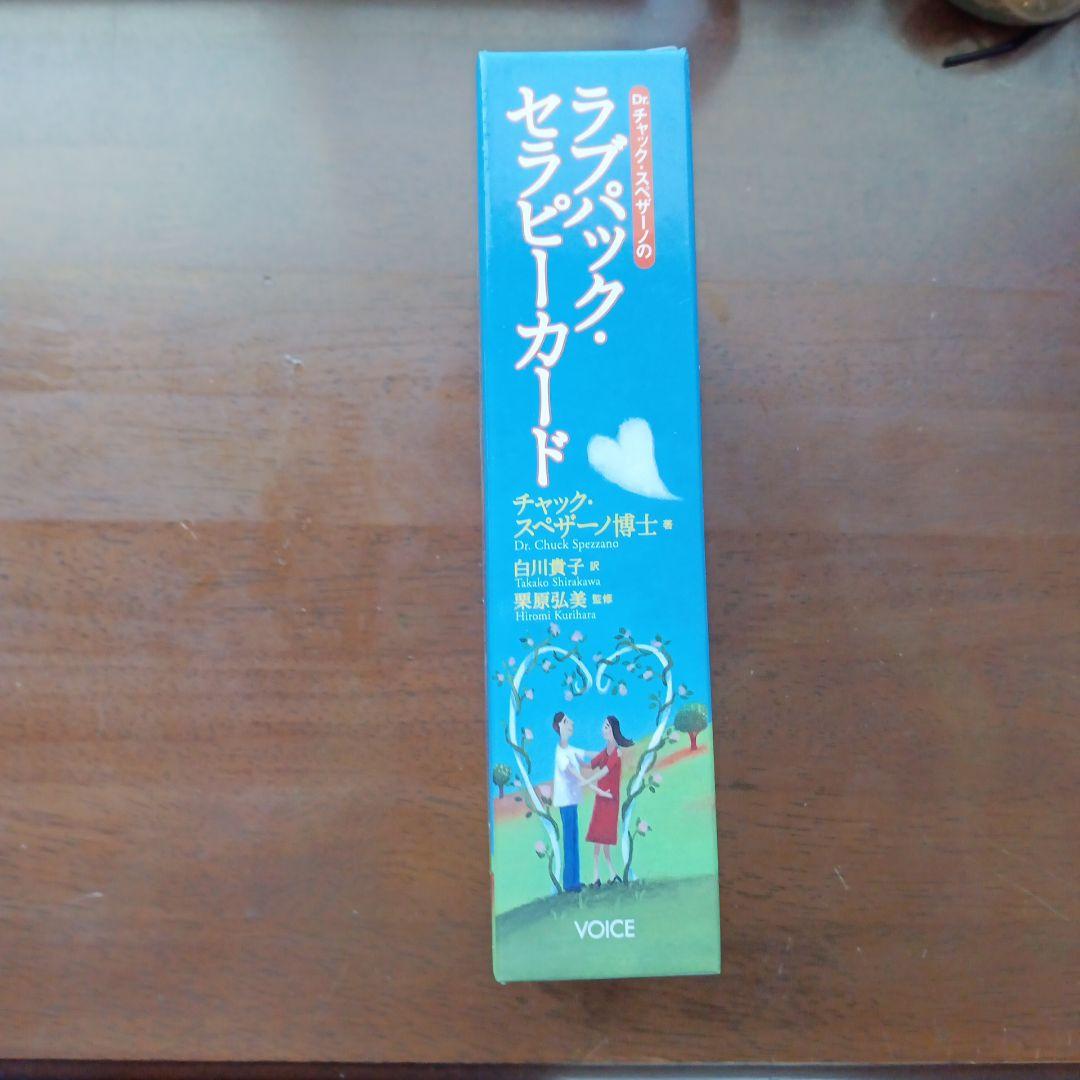 Dr.チャック・スペザーノの
ラブパック・
セラピーカード
チャック・
スペザーノ博士 著
Dr. Chuck Spezzano
白川貴子 訳
Takako Shirakawa
栗原弘美 監修
Hiromi Kurihara
VOICE